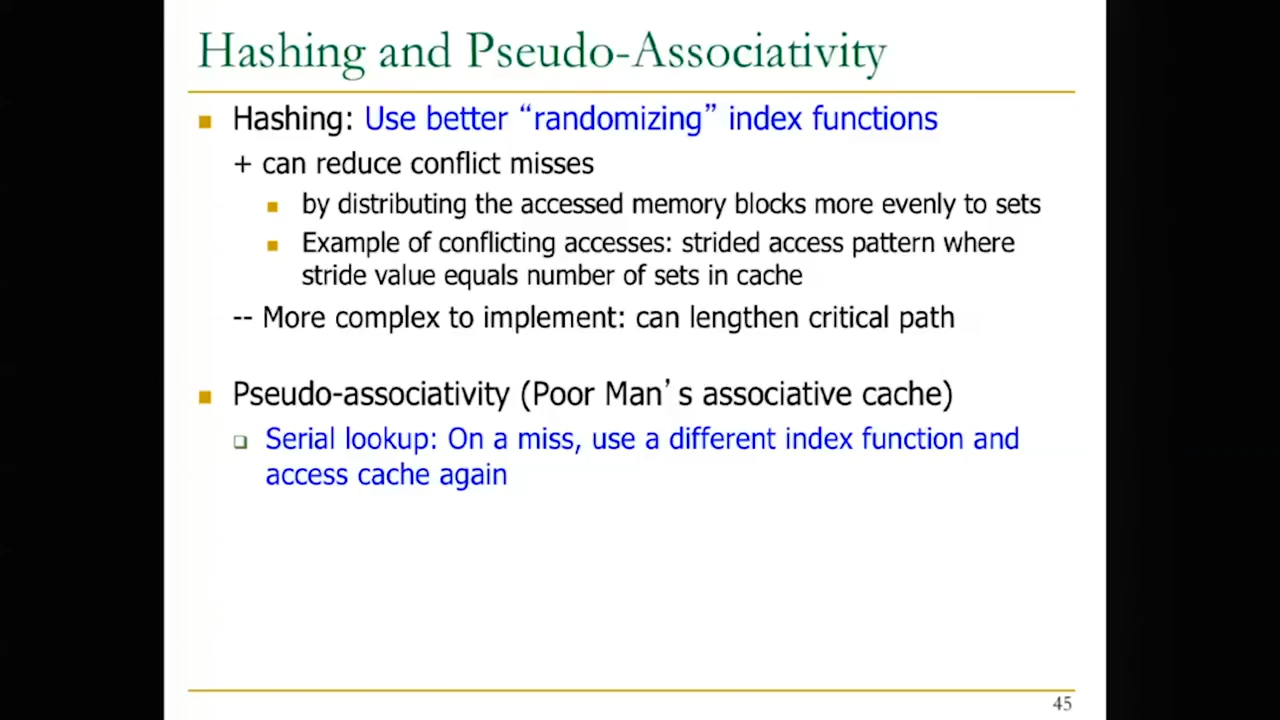 Hashing and Pseudo-Associativity
Hashing: Use better “randomizing” index functions
+ can reduce conflict misses
by distributing the accessed memory blocks more evenly to sets
Example of conflicting accesses: strided access pattern where
stride value equals number of sets in cache
-- More complex to implement: can lengthen critical path
Pseudo-associativity (Poor Man’s associative cache)
Serial lookup: On a miss, use a different index function and
access cache again
45